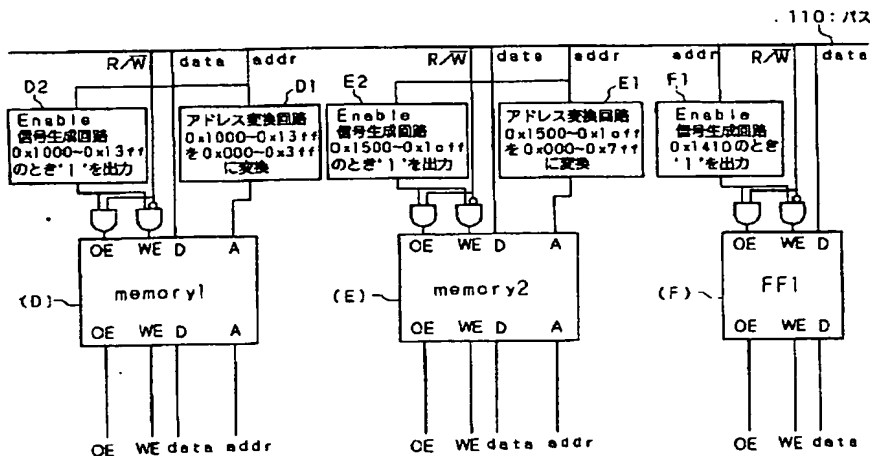 110：バス
R/W data addr
R/W data addr
addr R/W data
D2
D1
E2
E1
F1
Enable
信号生成回路
0x1000~0x13ff
のとき'1'を出力
アドレス変換回路
0x1000~0x13ff
を0x000~0x3ff
に変換
Enable
信号生成回路
0x1500~0x1cff
のとき'1'を出力
アドレス変換回路
0x1500~0x1cff
を0x000~0x7ff
に変換
Enable
信号生成回路
0x1410のとき
'1'を出力
OE WE D A
OE WE D A
OE WE D
(D)
memory1
(E)
memory2
(F)
FF1
OE WE D A
OE WE D A
OE WE D
OE WE data addr
OE WE data addr
OE WE data